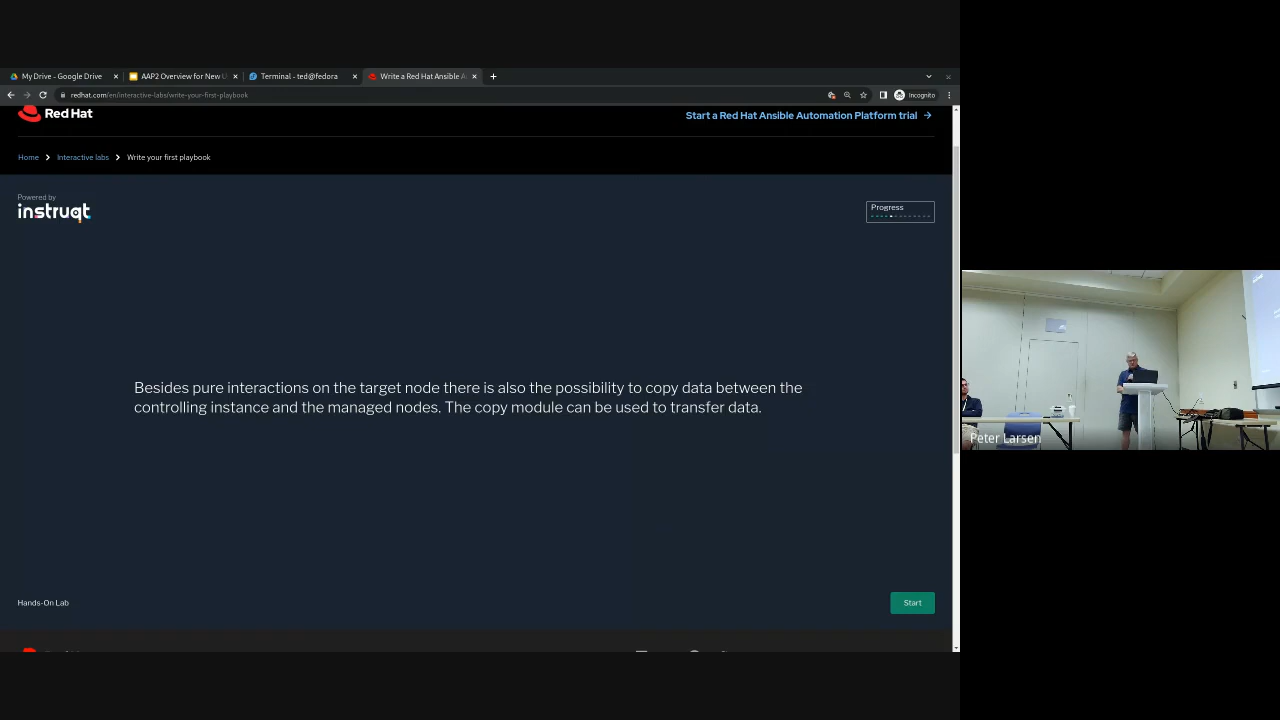 My Drive - Google Drive
AAP2 Overview for New U
Terminal - ted@fedora
Write a Red Hat Ansible A
redhat.com/en/interactive-labs/write-your-first-playbook
Incognito
Red Hat
Start a Red Hat Ansible Automation Platform trial
Home
Interactive labs
Write your first playbook
Powered by
instruqt
Progress
Besides pure interactions on the target node there is also the possibility to copy data between the
controlling instance and the managed nodes. The copy module can be used to transfer data.
Peter Larsen
Hands-On Lab
Start